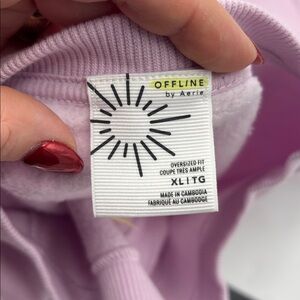 OFFLINE
by Aerie
OVERSIZED FIT
COUPE TRÈS AMPLE
XL | TG
MADE IN CAMBODIA
FABRIQUÉ AU CAMBODGE